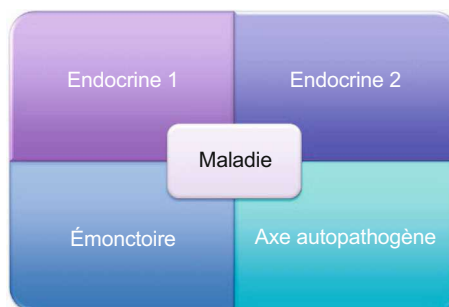 Endocrine 1
Endocrine 2
Maladie
Émonctoire
Axe autopathogène